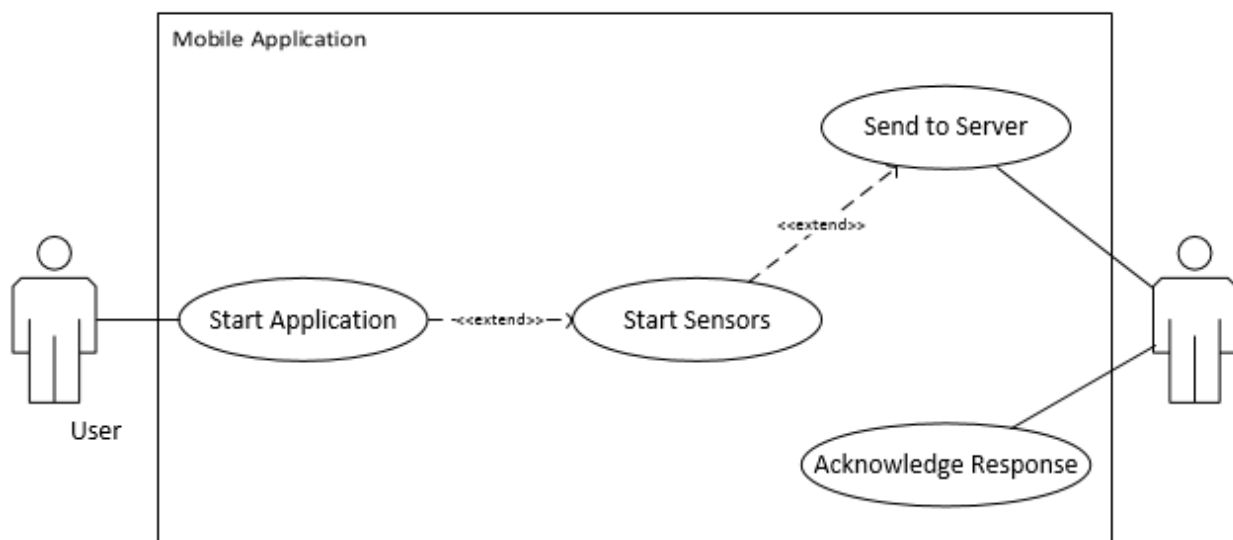 Mobile Application
Send to Server
<<extend>>
Start Application
<<extend>>
Start Sensors
User
Acknowledge Response